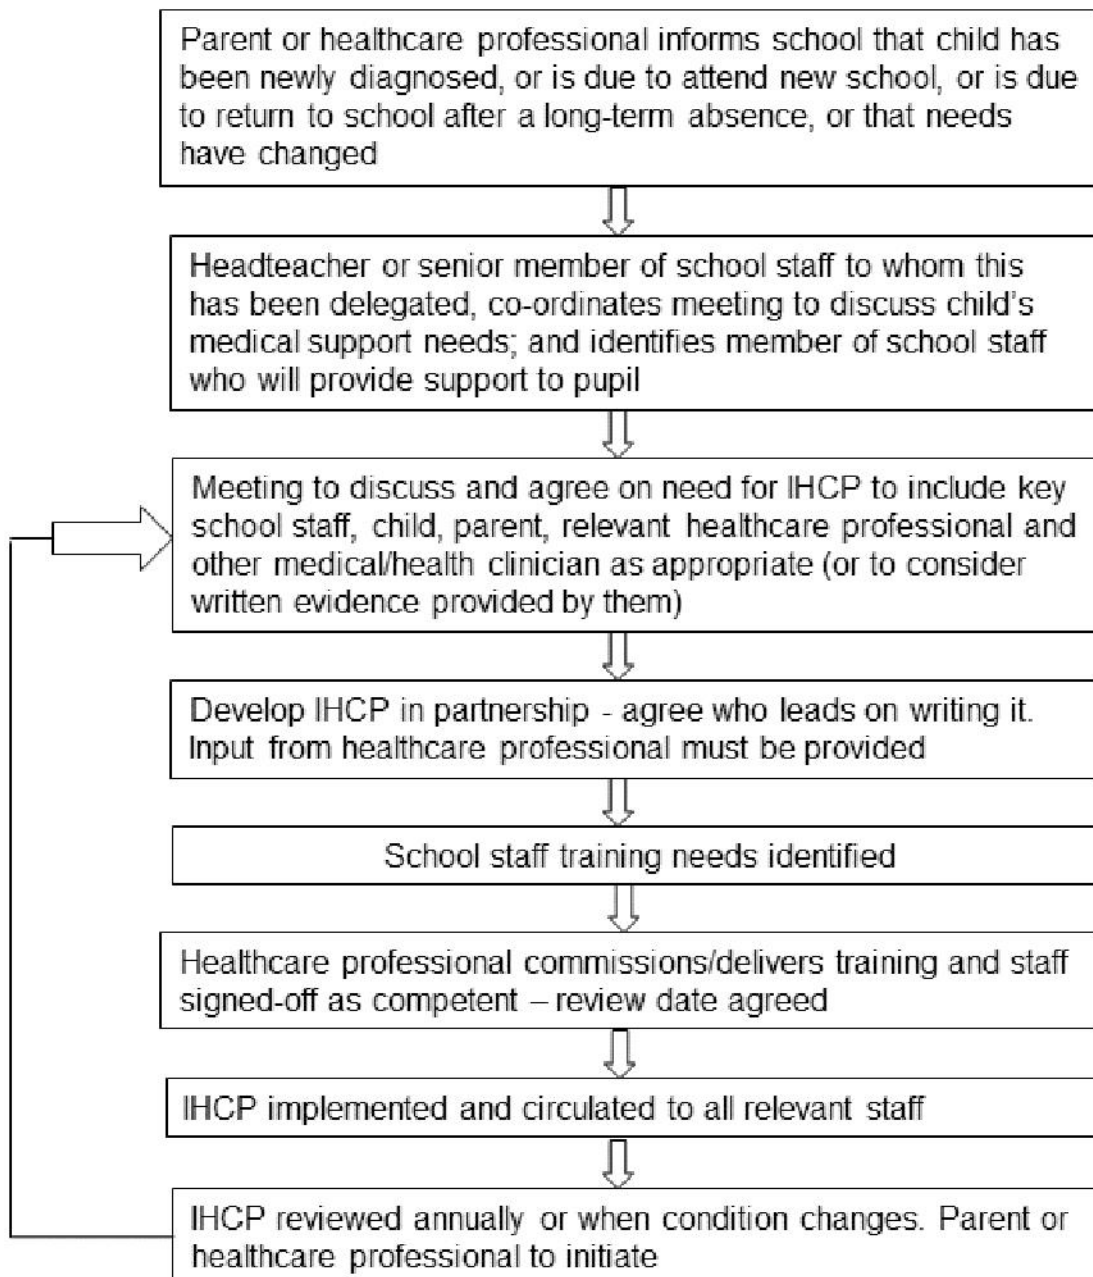 Parent or healthcare professional informs school that child has
been newly diagnosed, or is due to attend new school, or is due
to return to school after a long-term absence, or that needs
have changed
Headteacher or senior member of school staff to whom this
has been delegated, co-ordinates meeting to discuss child's
medical support needs; and identifies member of school staff
who will provide support to pupil
Meeting to discuss and agree on need for IHCP to include key
school staff, child, parent, relevant healthcare professional and
other medical/health clinician as appropriate (or to consider
written evidence provided by them)
Develop IHCP in partnership - agree who leads on writing it.
Input from healthcare professional must be provided
School staff training needs identified
Healthcare professional commissions/delivers training and staff
signed-off as competent – review date agreed
IHCP implemented and circulated to all relevant staff
IHCP reviewed annually or when condition changes. Parent or
healthcare professional to initiate